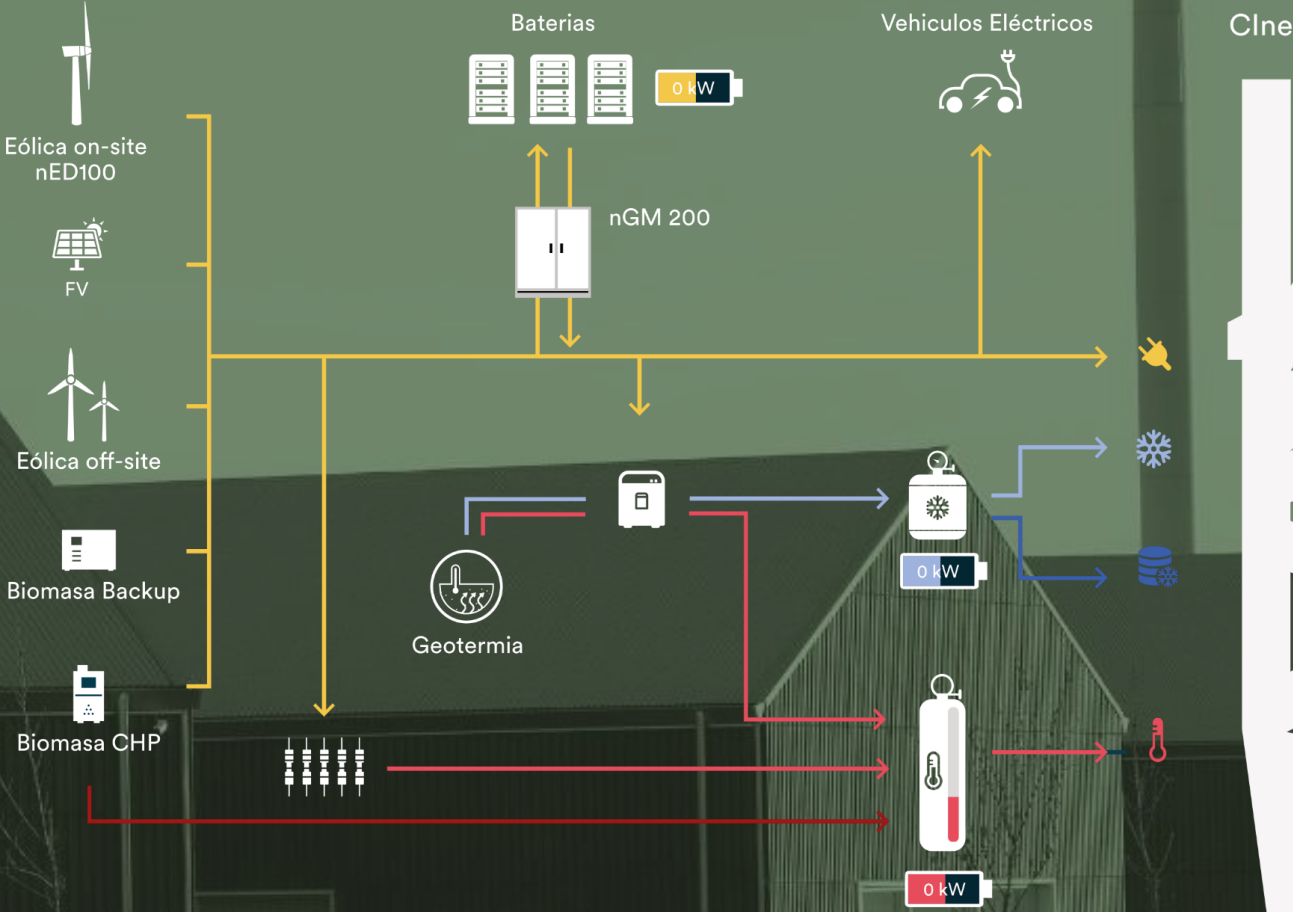 Baterias
Vehiculos Eléctricos
CIne
0 kW
Eólica on-site
nED100
nGM 200
FV
Eólica off-site
0 kW
Biomasa Backup
Geotermia
Biomasa CHP
0 kW